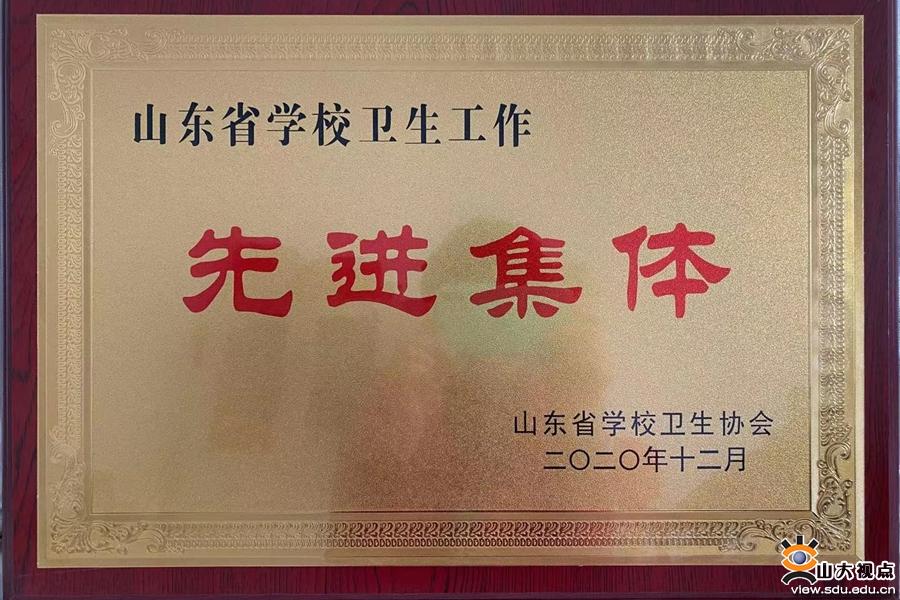 山东省学校卫生工作
先进集体
山东省学校卫生协会
二〇二〇年十二月
山大视点
view.sdu.edu.cn